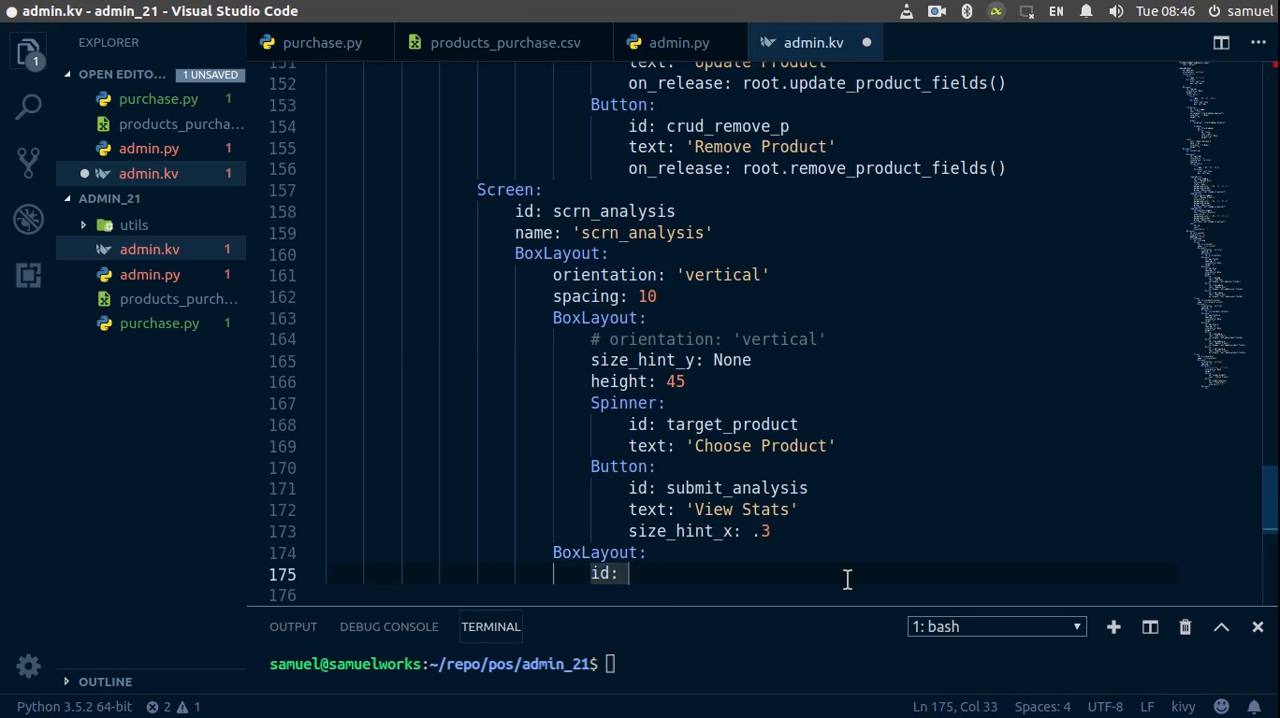 admin.kv - admin_21 - Visual Studio Code
EN
Tue 08:46
samuel
EXPLORER
purchase.py
products_purchase.csv
admin.py
admin.kv
1
OPEN EDITO...
1 UNSAVED
purchase.py 1
products_purcha...
admin.py 1
admin.kv 1
ADMIN_21
utils
admin.kv 1
admin.py 1
products_purch...
purchase.py 1
OUTLINE
151 text: 'Update Product'
152 on_release: root.update_product_fields()
153 Button:
154 id: crud_remove_p
155 text: 'Remove Product'
156 on_release: root.remove_product_fields()
157 Screen:
158 id: scrn_analysis
159 name: 'scrn_analysis'
160 BoxLayout:
161 orientation: 'vertical'
162 spacing: 10
163 BoxLayout:
164 # orientation: 'vertical'
165 size_hint_y: None
166 height: 45
167 Spinner:
168 id: target_product
169 text: 'Choose Product'
170 Button:
171 id: submit_analysis
172 text: 'View Stats'
173 size_hint_x: .3
174 BoxLayout:
175 id:
176
OUTPUT DEBUG CONSOLE TERMINAL
1: bash
samuel@samuelworks:~/repo/pos/admin_21$
Python 3.5.2 64-bit 2 1
Ln 175, Col 33 Spaces: 4 UTF-8 LF kivy